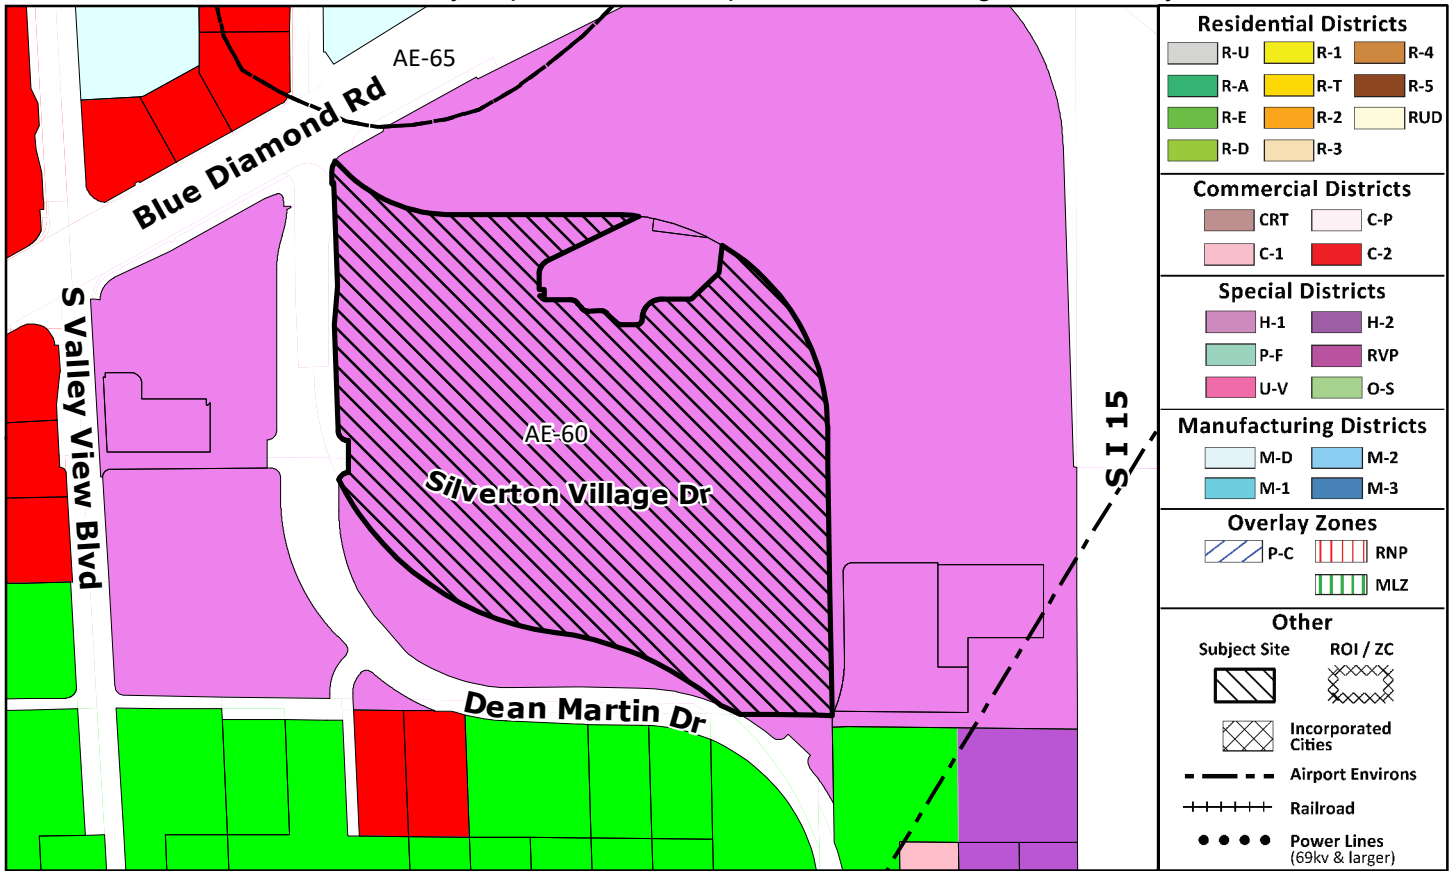 AE-65
Blue Diamond Rd
S Valley View Blvd
AE-60
Silverton Village Dr
S I 15
Dean Martin Dr
Residential Districts
R-U R-1 R-4
R-A R-T R-5
R-E R-2 RUD
R-D R-3
Commercial Districts
CRT C-P
C-1 C-2
Special Districts
H-1 H-2
P-F RVP
U-V O-S
Manufacturing Districts
M-D M-2
M-1 M-3
Overlay Zones
P-C RNP
MLZ
Other
Subject Site ROI / ZC
Incorporated
Cities
Airport Environs
Railroad
Power Lines
(69kv & larger)